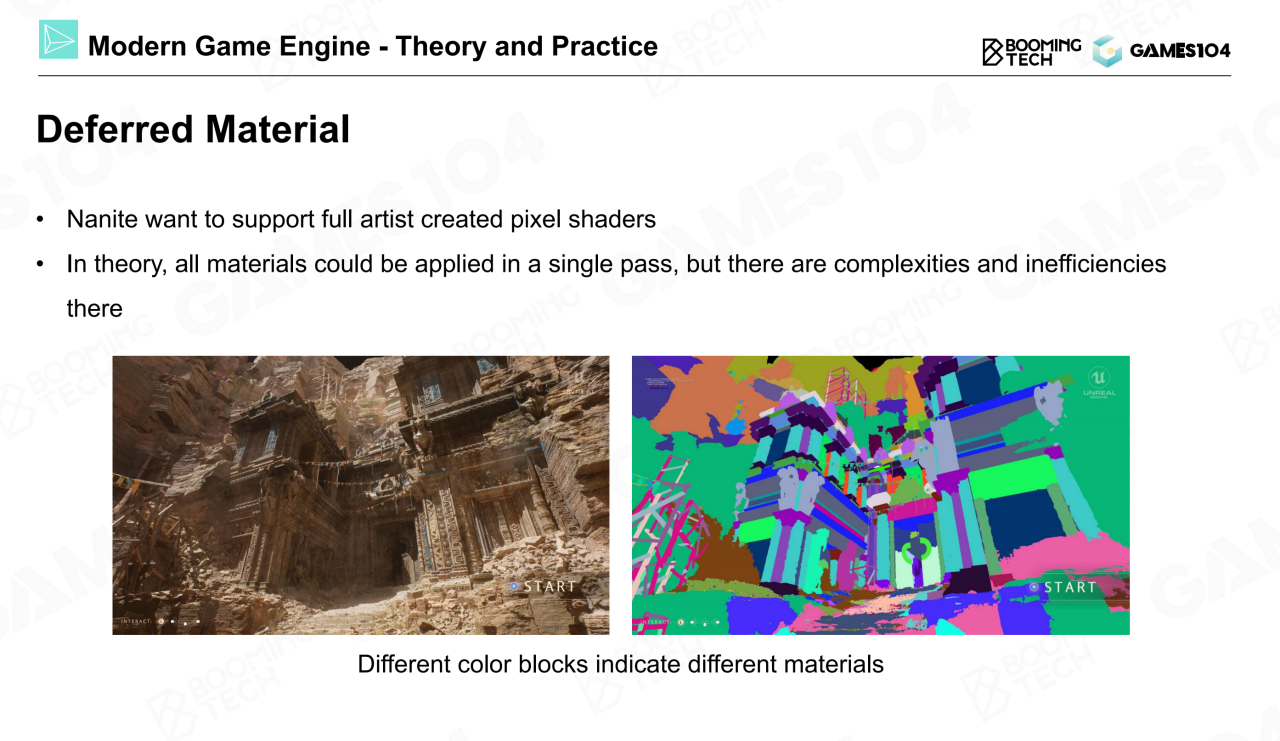 Modern Game Engine - Theory and Practice
BOOMING
TECH
GAMES104
Deferred Material
• Nanite want to support full artist created pixel shaders
• In theory, all materials could be applied in a single pass, but there are complexities and inefficiencies
there
UNREAL
START
START
INTERACT:
INTERACT:
Different color blocks indicate different materials